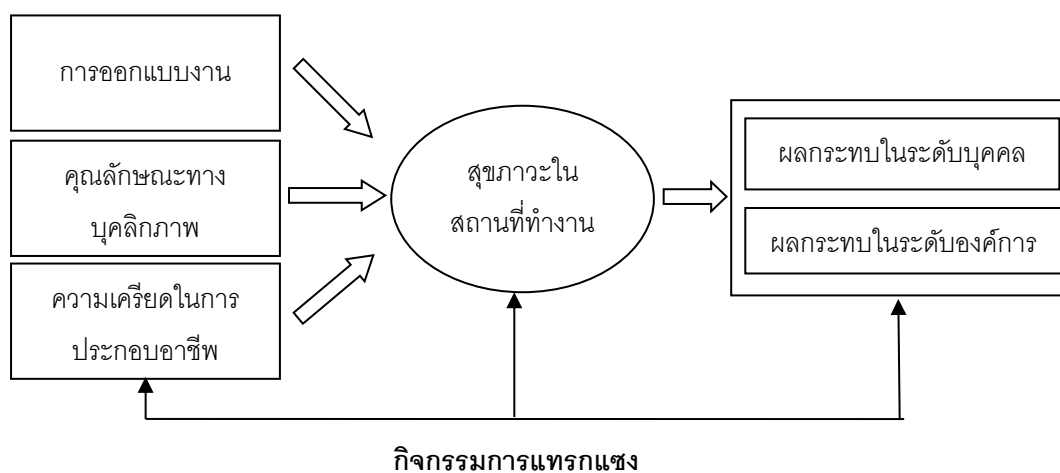 การออกแบบงาน
คุณลักษณะทาง
บุคลิกภาพ
ความเครียดในการ
ประกอบอาชีพ
สุขภาวะใน
สถานที่ทำงาน
ผลกระทบในระดับบุคคล
ผลกระทบในระดับองค์การ
กิจกรรมการแทรกแซง